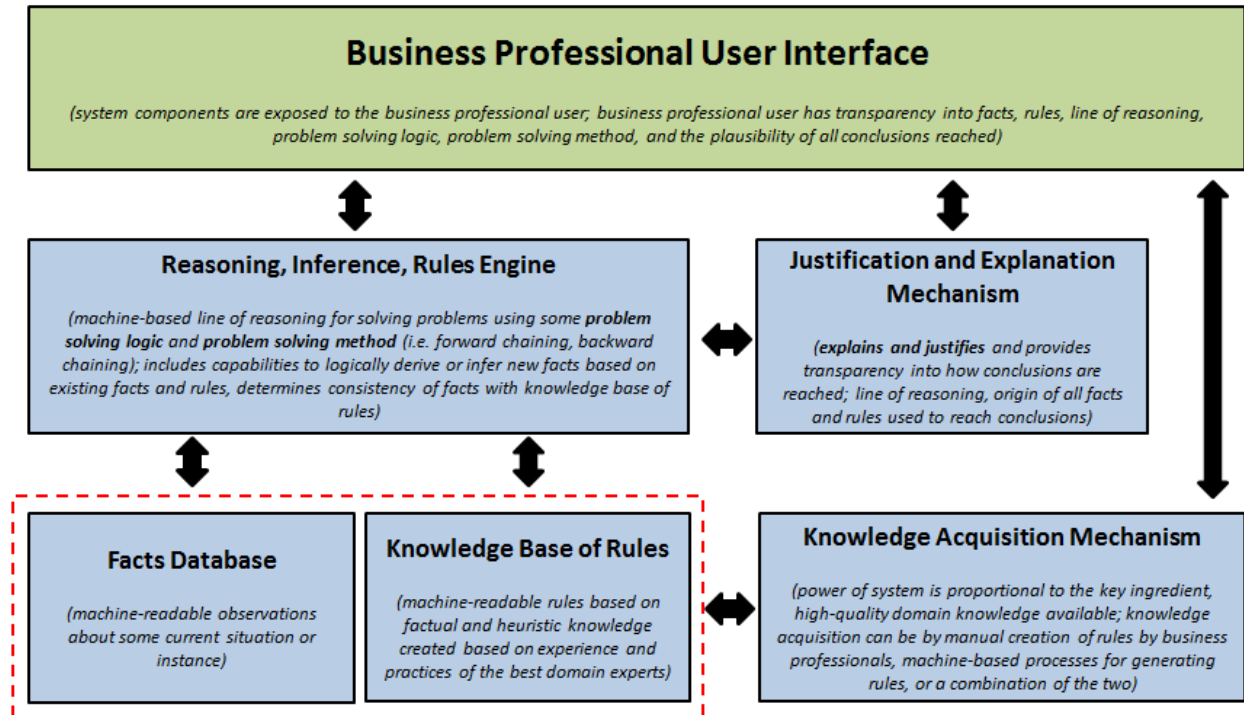 Business Professional User Interface
(system components are exposed to the business professional user; business professional user has transparency into facts, rules, line of reasoning,
problem solving logic, problem solving method, and the plausibility of all conclusions reached)
Reasoning, Inference, Rules Engine
(machine-based line of reasoning for solving problems using some problem
solving logic and problem solving method (i.e. forward chaining, backward
chaining); includes capabilities to logically derive or infer new facts based on
existing facts and rules, determines consistency of facts with knowledge base of
rules)
Justification and Explanation
Mechanism
(explains and justifies and provides
transparency into how conclusions are
reached; line of reasoning, origin of all facts
and rules used to reach conclusions)
Facts Database
(machine-readable observations
about some current situation or
instance)
Knowledge Base of Rules
(machine-readable rules based on
factual and heuristic knowledge
created based on experience and
practices of the best domain experts)
Knowledge Acquisition Mechanism
(power of system is proportional to the key ingredient,
high-quality domain knowledge available; knowledge
acquisition can be by manual creation of rules by business
professionals, machine-based processes for generating
rules, or a combination of the two)